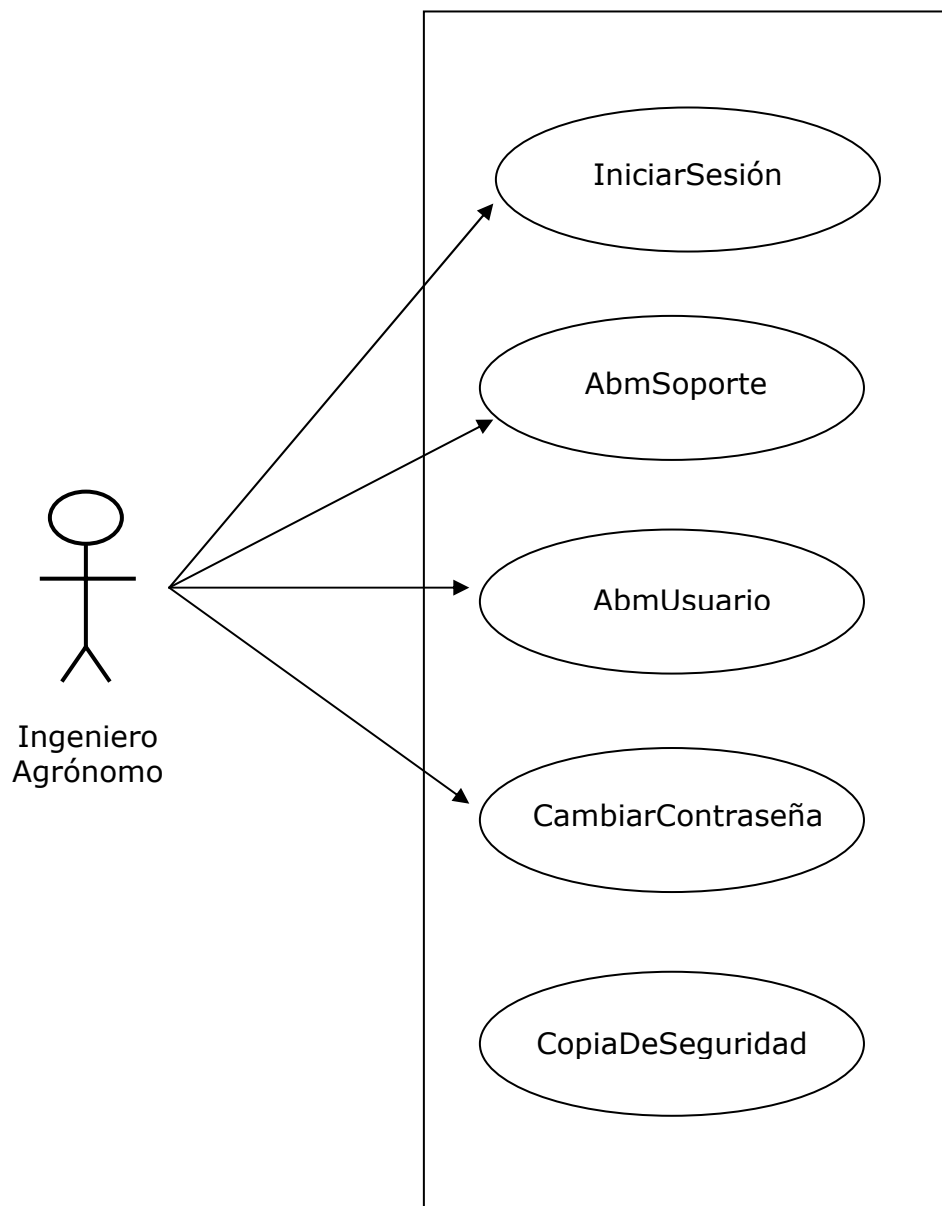 IniciarSesión
AbmSoporte
AbmUsuario
Ingeniero
Agrónomo
CambiarContraseña
CopiaDeSeguridad